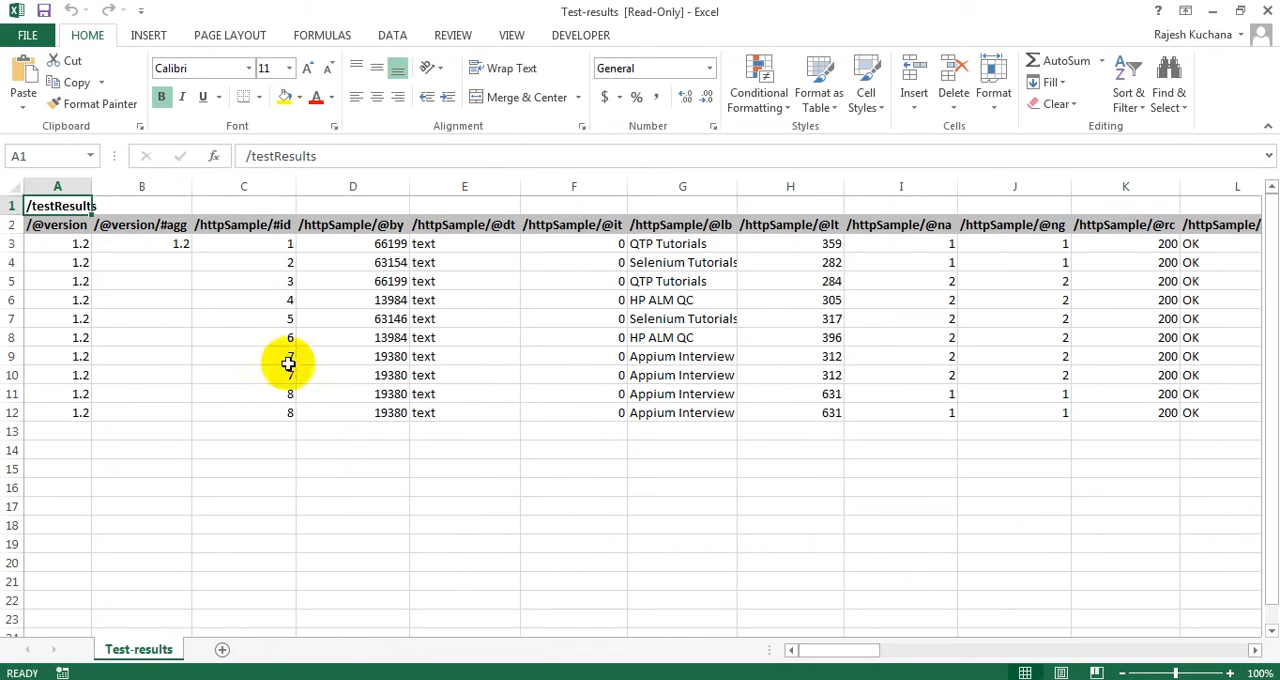 Test-results [Read-Only] - Excel
FILE HOME INSERT PAGE LAYOUT FORMULAS DATA REVIEW VIEW DEVELOPER Rajesh Kuchana
Paste
Cut
Copy
Format Painter
Clipboard
Calibri 11
B I U
Font
Wrap Text
Merge & Center
Alignment
General
$ % ,
Number
Conditional Formatting
Format as Table
Cell Styles
Styles
Insert
Delete
Format
Cells
AutoSum
Fill
Clear
Sort & Filter
Find & Select
Editing
A1 fx /testResults
A B C D E F G H I J K L
1 /testResults
2 /@version /@version/#agg /httpSample/#id /httpSample/@by /httpSample/@dt /httpSample/@it /httpSample/@lb /httpSample/@lt /httpSample/@na /httpSample/@ng /httpSample/@rc /httpSample/
3 1.2 1.2 1 66199 text 0 QTP Tutorials 359 1 1 200 OK
4 1.2 2 63154 text 0 Selenium Tutorials 282 1 1 200 OK
5 1.2 3 66199 text 0 QTP Tutorials 284 2 2 200 OK
6 1.2 4 13984 text 0 HP ALM QC 305 2 2 200 OK
7 1.2 5 63146 text 0 Selenium Tutorials 317 2 2 200 OK
8 1.2 6 13984 text 0 HP ALM QC 396 2 2 200 OK
9 1.2 7 19380 text 0 Appium Interview 312 2 2 200 OK
10 1.2 7 19380 text 0 Appium Interview 312 2 2 200 OK
11 1.2 8 19380 text 0 Appium Interview 631 1 1 200 OK
12 1.2 8 19380 text 0 Appium Interview 631 1 1 200 OK
13
14
15
16
17
18
19
20
21
22
23
Test-results
READY 100%